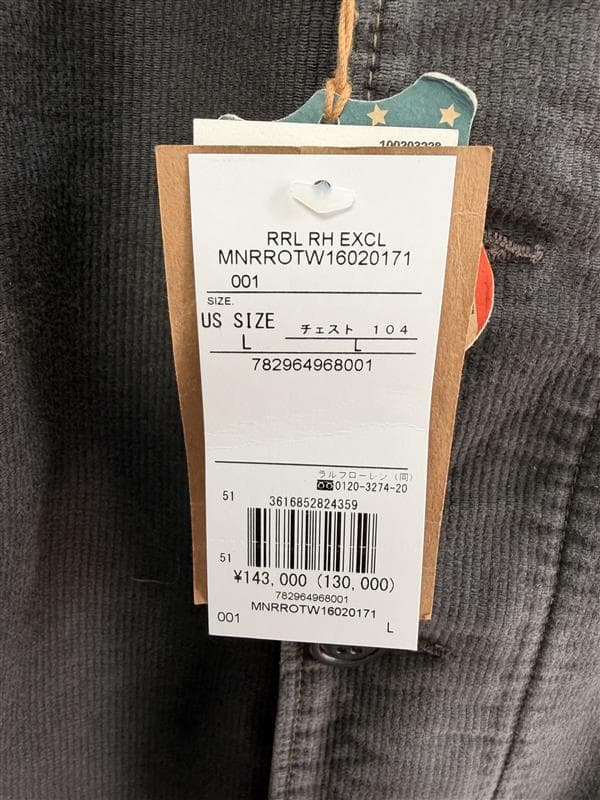 RRL RH EXCL
MNRROTW16020171
001
SIZE.
US SIZE チェスト 104
L L
782964968001
ラルフローレン (同)
0120-3274-20
51 3616852824359
51
¥143,000 (130,000)
782964968001
MNRROTW16020171
001 L